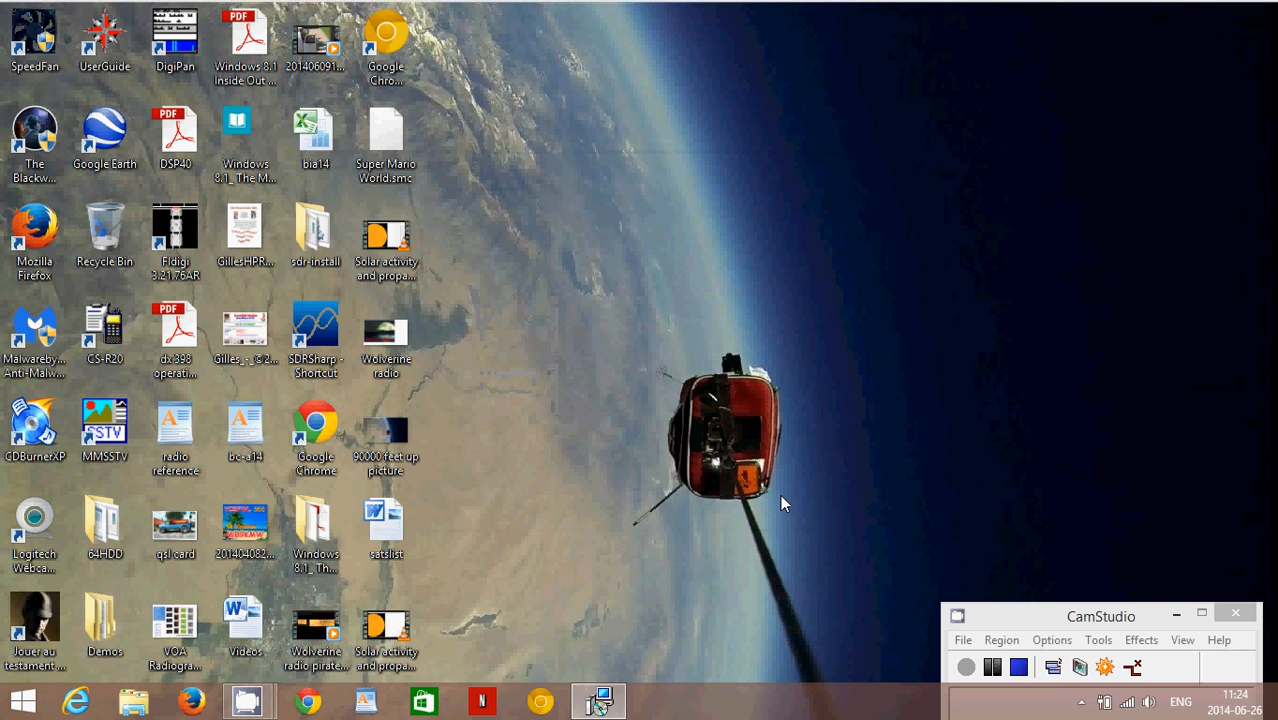 SpeedFan
UserGuide
DigiPan
PDF
Windows 8.1
Inside Out ...
201406091...
Google
Chro...
The
Blackw...
Google Earth
PDF
DSP40
Windows
8.1_ The M...
bia14
Super Mario
World.smc
Mozilla
Firefox
Recycle Bin
Fldigi
3.21.76AR
GillesHPR...
sdr-install
Solar activity
and propa...
Malwareby...
Anti-Malw...
CS-R20
PDF
dx 398
operati...
Gilles_-_©2...
SDRSharp -
Shortcut
Wolverine
radio
CDBurnerXP
SSTV
MMSSTV
radio
reference
bc-a14
Google
Chrome
90000 feet up
picture
Logitech
Webca...
64HDD
qsl card
201404082...
Windows
8.1_ Th...
satslist
Jouer au
testament ...
Demos
VOA
Radiogra...
Videos
Wolverine
radio pirate...
Solar activity
and propa...
CamStudio
File Region Options Tools Effects View Help
N
ENG
11:24
2014-06-26